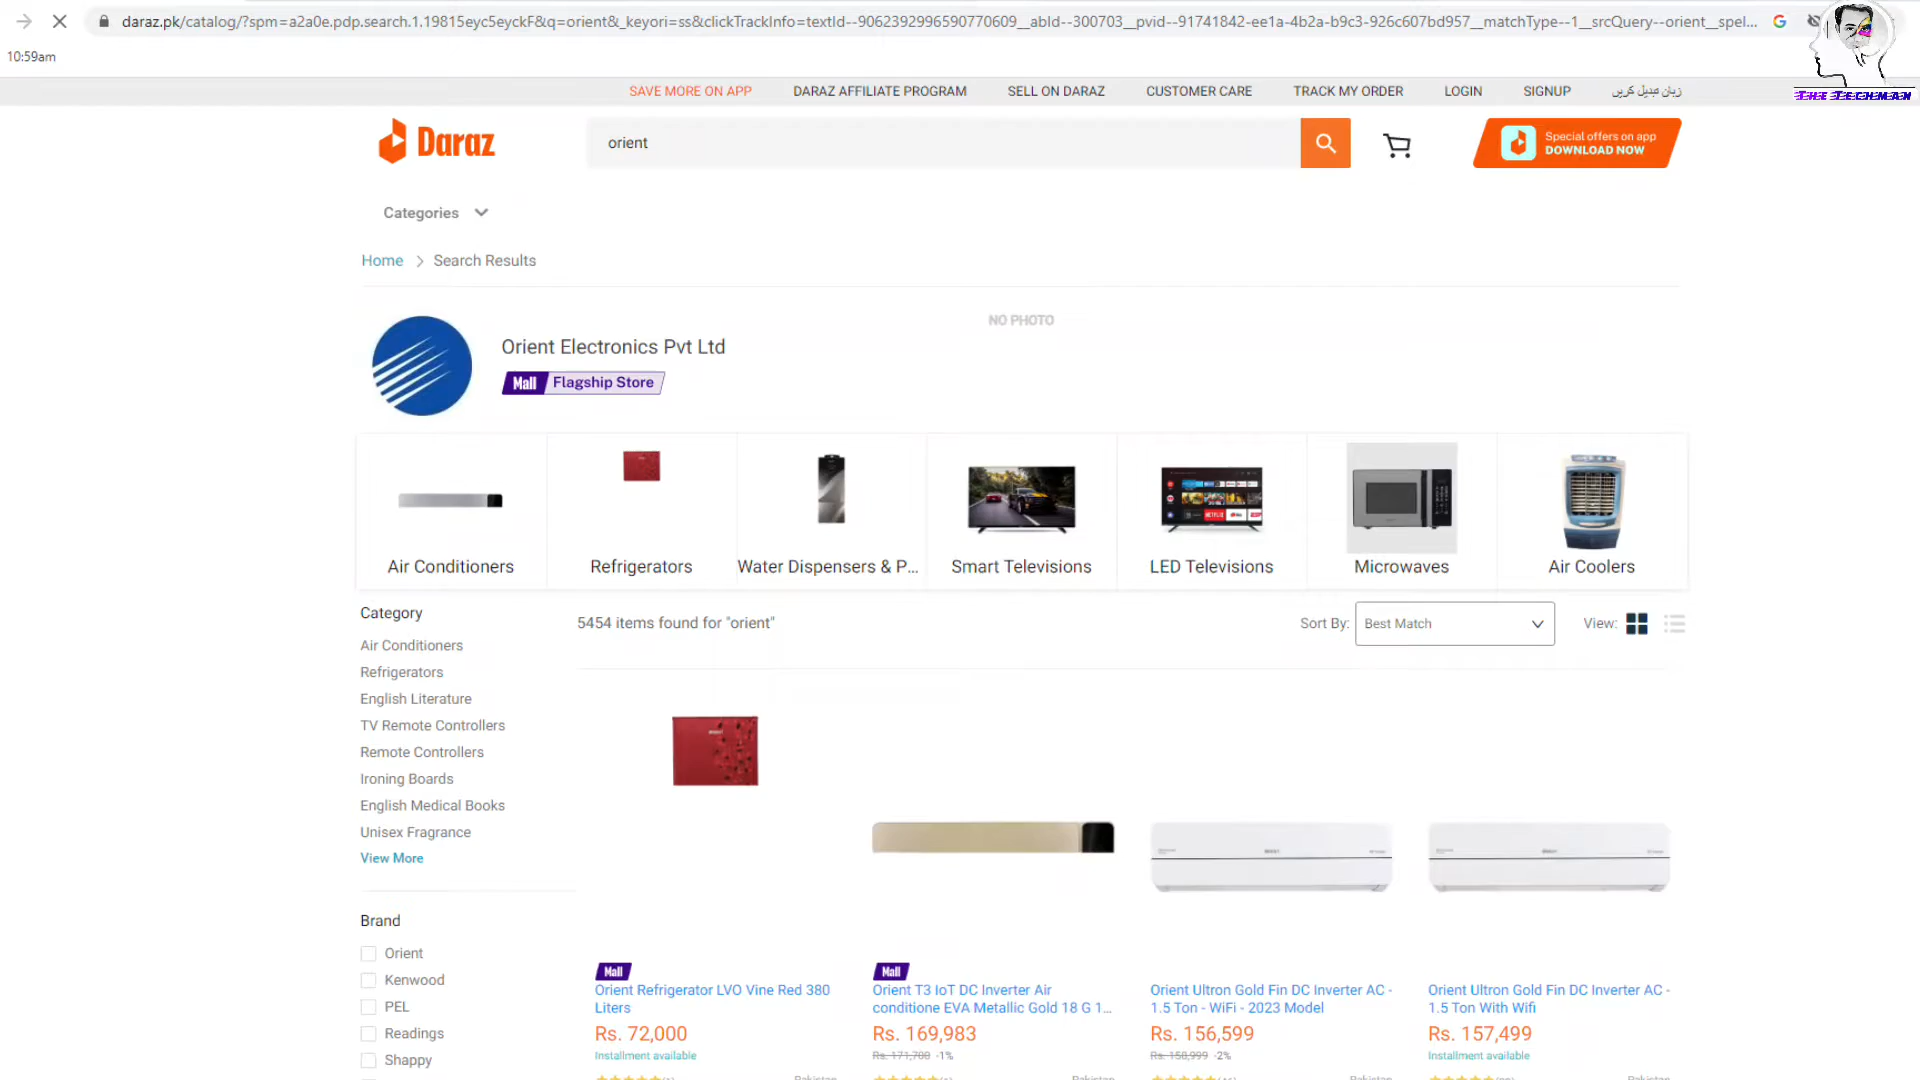 daraz.pk/catalog/?spm=a2a0e.pdp.search.1.19815eyc5eyckF&q=orient&_keyori=ss&clickTrackInfo=textId--9062392996590770609__abId--300703__pvid--91741842-ee1a-4b2a-b9c3-926c607bd957__matchType--1__srcQuery--orient__spel...
10:59am
THE TECHMAN
SAVE MORE ON APP DARAZ AFFILIATE PROGRAM SELL ON DARAZ CUSTOMER CARE TRACK MY ORDER LOGIN SIGNUP زبان تبدیل کریں
Daraz
orient
Special offers on app
DOWNLOAD NOW
Categories
Home > Search Results
NO PHOTO
Orient Electronics Pvt Ltd
Mall Flagship Store
Air Conditioners Refrigerators Water Dispensers & P... Smart Televisions LED Televisions Microwaves Air Coolers
Category
5454 items found for "orient"
Sort By: Best Match View:
Air Conditioners
Refrigerators
English Literature
TV Remote Controllers
Remote Controllers
Ironing Boards
English Medical Books
Unisex Fragrance
View More
Brand
Orient
Kenwood
PEL
Readings
Shappy
Mall
Orient Refrigerator LVO Vine Red 380
Liters
Rs. 72,000
Installment available
Mall
Orient T3 IoT DC Inverter Air
conditione EVA Metallic Gold 18 G 1...
Rs. 169,983
Rs. 171,700 -1%
Pakistan
Orient Ultron Gold Fin DC Inverter AC -
1.5 Ton - WiFi - 2023 Model
Rs. 156,599
Rs. 158,999 -2%
Pakistan
Orient Ultron Gold Fin DC Inverter AC -
1.5 Ton With Wifi
Rs. 157,499
Installment available
Pakistan